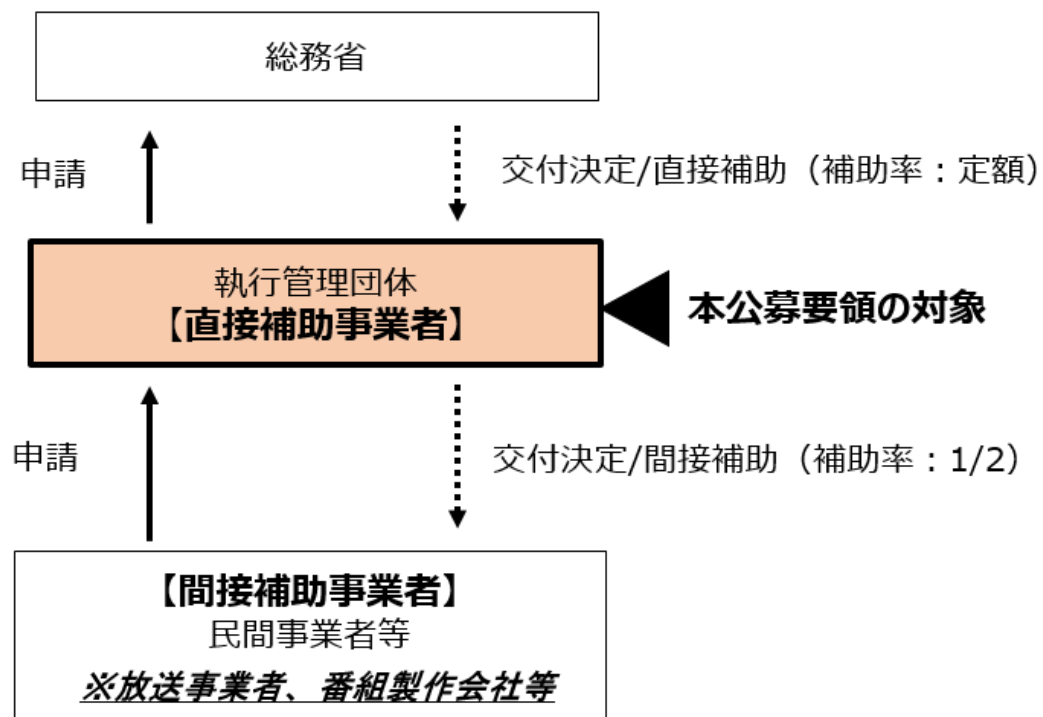 総務省
申請
交付決定/直接補助（補助率：定額）
執行管理団体
【直接補助事業者】
本公募要領の対象
申請
交付決定/間接補助（補助率：1/2）
【間接補助事業者】
民間事業者等
※放送事業者、番組製作会社等